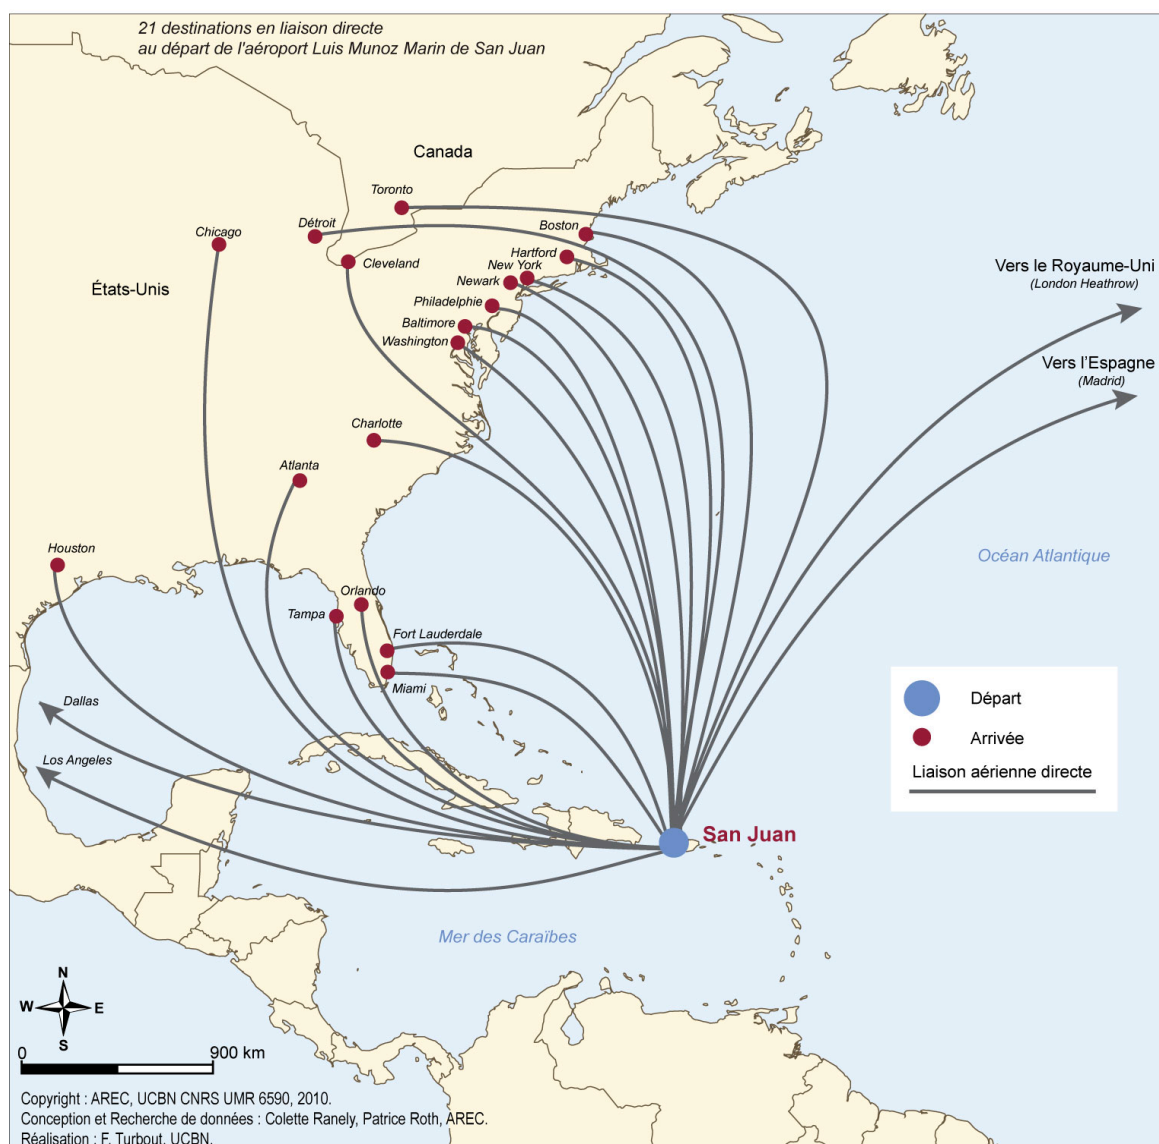 21 destinations en liaison directe
au départ de l'aéroport Luis Munoz Marin de San Juan
Canada
Toronto
Détroit
Boston
Chicago
Hartford
Cleveland
New York
Newark
États-Unis
Vers le Royaume-Uni
(London Heathrow)
Philadelphie
Baltimore
Washington
Vers l'Espagne
(Madrid)
Charlotte
Atlanta
Houston
Océan Atlantique
Orlando
Tampa
Fort Lauderdale
Miami
Dallas
Los Angeles
Départ
Arrivée
Liaison aérienne directe
San Juan
Mer des Caraïbes
N
W
E
S
0
900 km
Copyright : AREC, UCBN CNRS UMR 6590, 2010.
Conception et Recherche de données : Colette Ranely, Patrice Roth, AREC.
Réalisation : F. Turbout, UCBN.